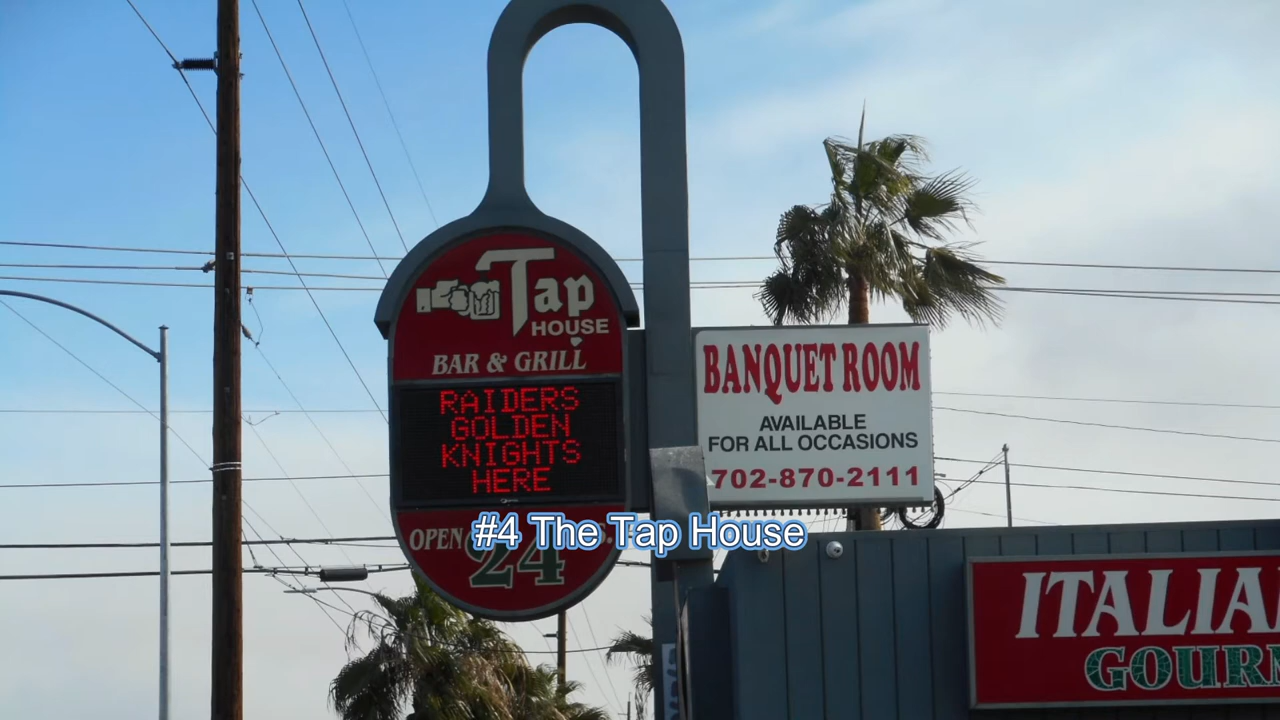 Tap
HOUSE
BAR & GRILL
RAIDERS
GOLDEN
KNIGHTS
HERE
OPEN
24
BANQUET ROOM
AVAILABLE
FOR ALL OCCASIONS
702-870-2111
#4 The Tap House
ITALIA
GOUR